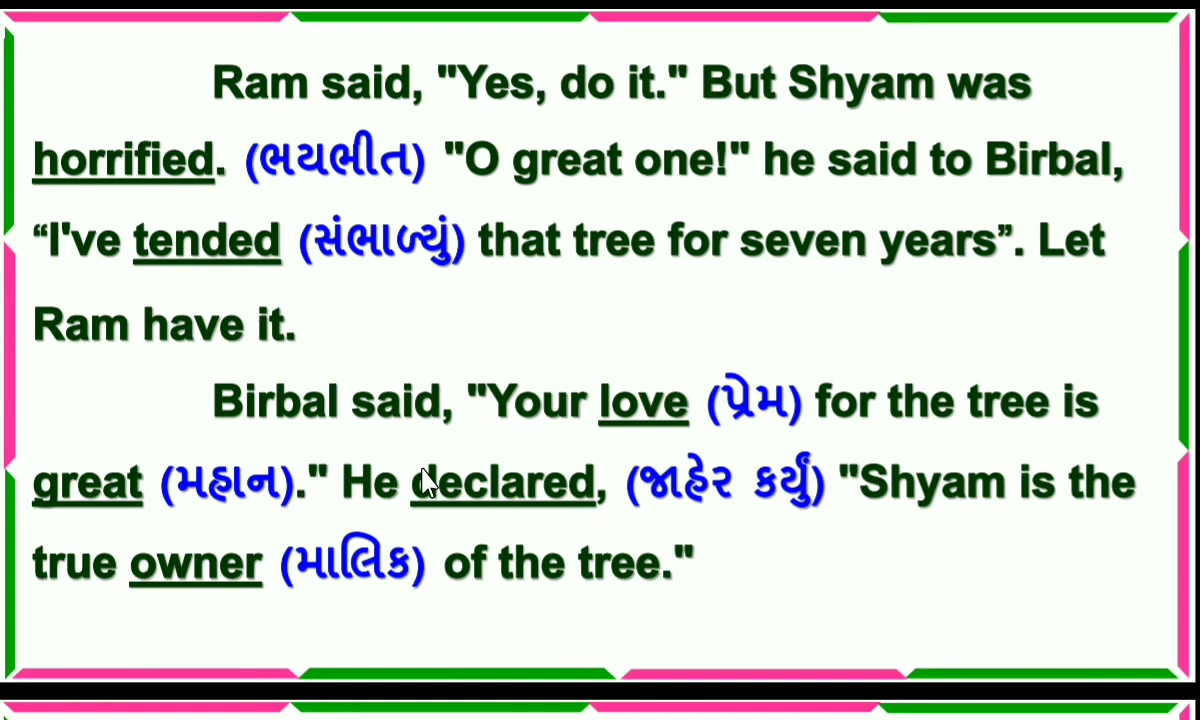 Ram said, "Yes, do it." But Shyam was
horrified. (ભયભીત) "O great one!" he said to Birbal,
“I've tended (સંભાળ્યું) that tree for seven years”. Let
Ram have it.
Birbal said, "Your love (પ્રેમ) for the tree is
great (મહાન)." He declared, (જાહેર કર્યું) "Shyam is the
true owner (માલિક) of the tree."